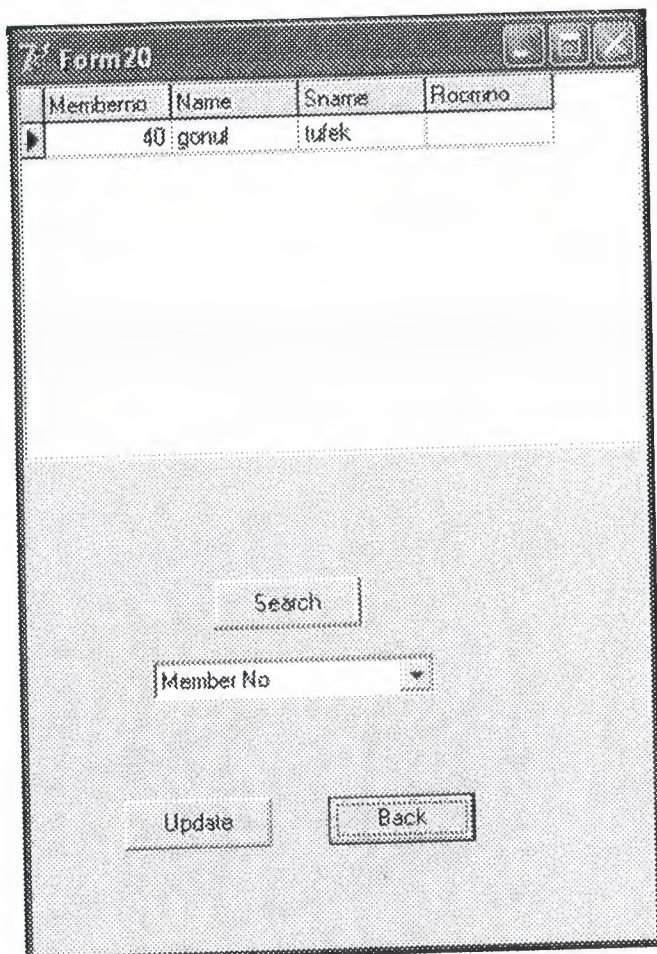 Form20
Memberno Name Sname Roomno
40 gonul tufek
Search
Member No
Update Back